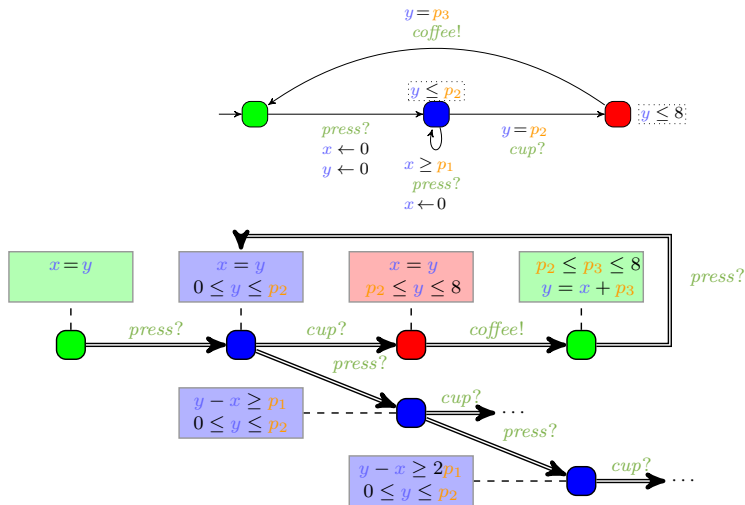 y = p₃
coffee!
y ≤ p₂
y ≤ 8
press?
x ← 0
y ← 0
x ≥ p₁
press?
x ← 0
y = p₂
cup?
x = y
x = y
0 ≤ y ≤ p₂
x = y
p₂ ≤ y ≤ 8
p₂ ≤ p₃ ≤ 8
y = x + p₃
press?
press?
cup?
coffee!
press?
y − x ≥ p₁
0 ≤ y ≤ p₂
cup?
···
press?
y − x ≥ 2p₁
0 ≤ y ≤ p₂
cup?
···